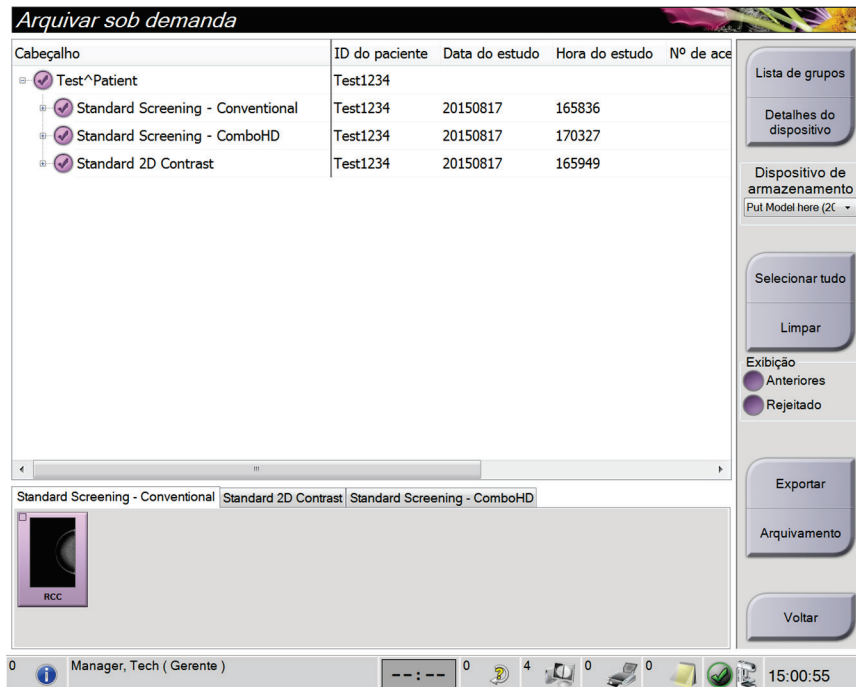 Arquivar sob demanda
Cabeçalho ID do paciente Data do estudo Hora do estudo Nº de ace
Test^Patient Test1234
Standard Screening - Conventional Test1234 20150817 165836
Standard Screening - ComboHD Test1234 20150817 170327
Standard 2D Contrast Test1234 20150817 165949
Lista de grupos
Detalhes do
dispositivo
Dispositivo de
armazenamento
Put Model here (20
Selecionar tudo
Limpar
Exibição
Anteriores
Rejeitado
Exportar
Arquivamento
Voltar
Standard Screening - Conventional Standard 2D Contrast Standard Screening - ComboHD
RCC
0 Manager, Tech ( Gerente ) --:-- 0 4 0 0 15:00:55